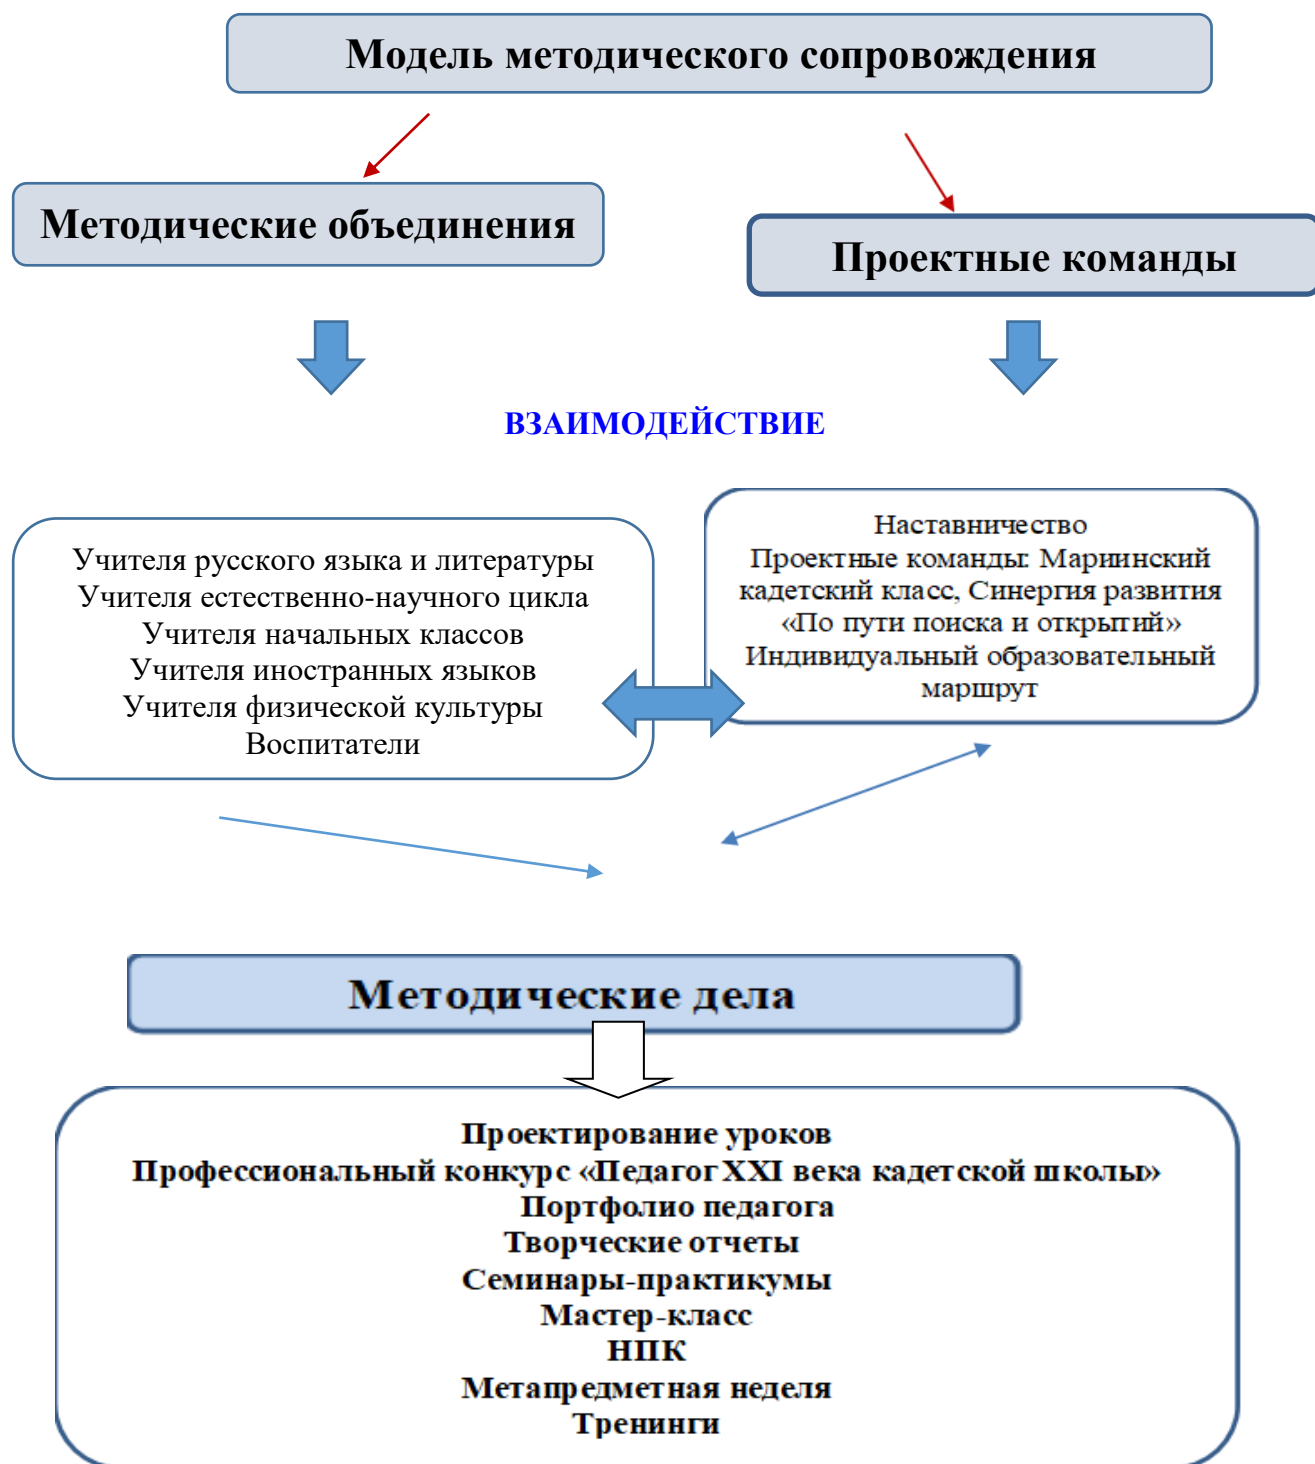 Модель методического сопровождения
Методические объединения
Проектные команды
ВЗАИМОДЕЙСТВИЕ
Учителя русского языка и литературы
Учителя естественно-научного цикла
Учителя начальных классов
Учителя иностранных языков
Учителя физической культуры
Воспитатели
Наставничество
Проектные команды: Мариинский
кадетский класс, Синергия развития
«По пути поиска и открытий»
Индивидуальный образовательный
маршрут
Методические дела
Проектирование уроков
Профессиональный конкурс «Педагог XXI века кадетской школы»
Портфолио педагога
Творческие отчеты
Семинары-практикумы
Мастер-класс
НПК
Метапредметная неделя
Тренинги